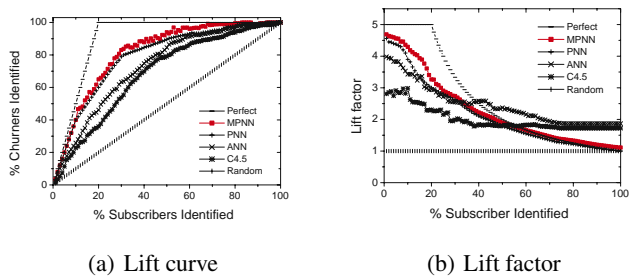 100
80
60
40
20
0
% Churners Identified
0 20 40 60 80 100
% Subscribers Identified
Perfect
MPNN
PNN
ANN
C4.5
Random
(a) Lift curve
5
4
3
2
1
0
Lift factor
0 20 40 60 80 100
% Subscriber Identified
Perfect
MPNN
PNN
ANN
C4.5
Random
(b) Lift factor